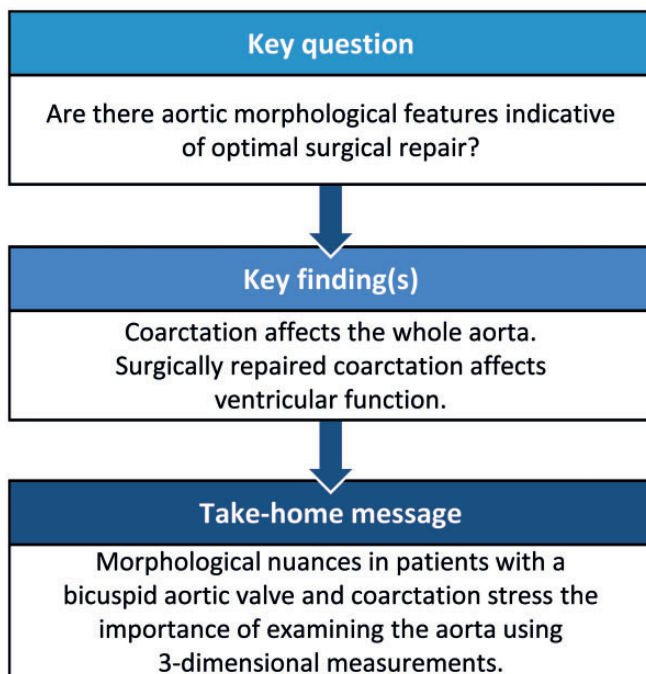 Key question
Are there aortic morphological features indicative
of optimal surgical repair?
Key finding(s)
Coarctation affects the whole aorta.
Surgically repaired coarctation affects
ventricular function.
Take-home message
Morphological nuances in patients with a
bicuspid aortic valve and coarctation stress the
importance of examining the aorta using
3-dimensional measurements.